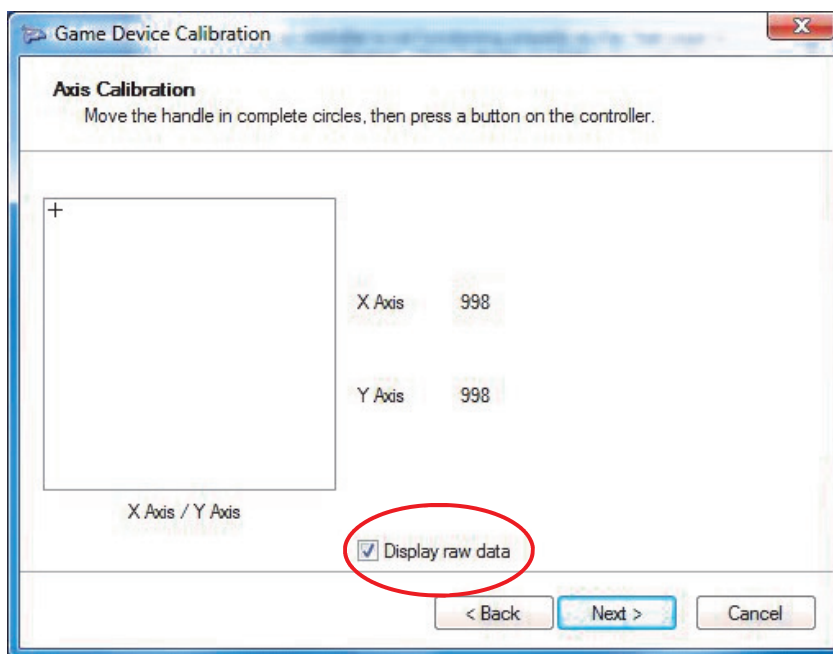 Game Device Calibration
X
Axis Calibration
Move the handle in complete circles, then press a button on the controller.
X Axis 998
Y Axis 998
X Axis / Y Axis
Display raw data
< Back Next > Cancel